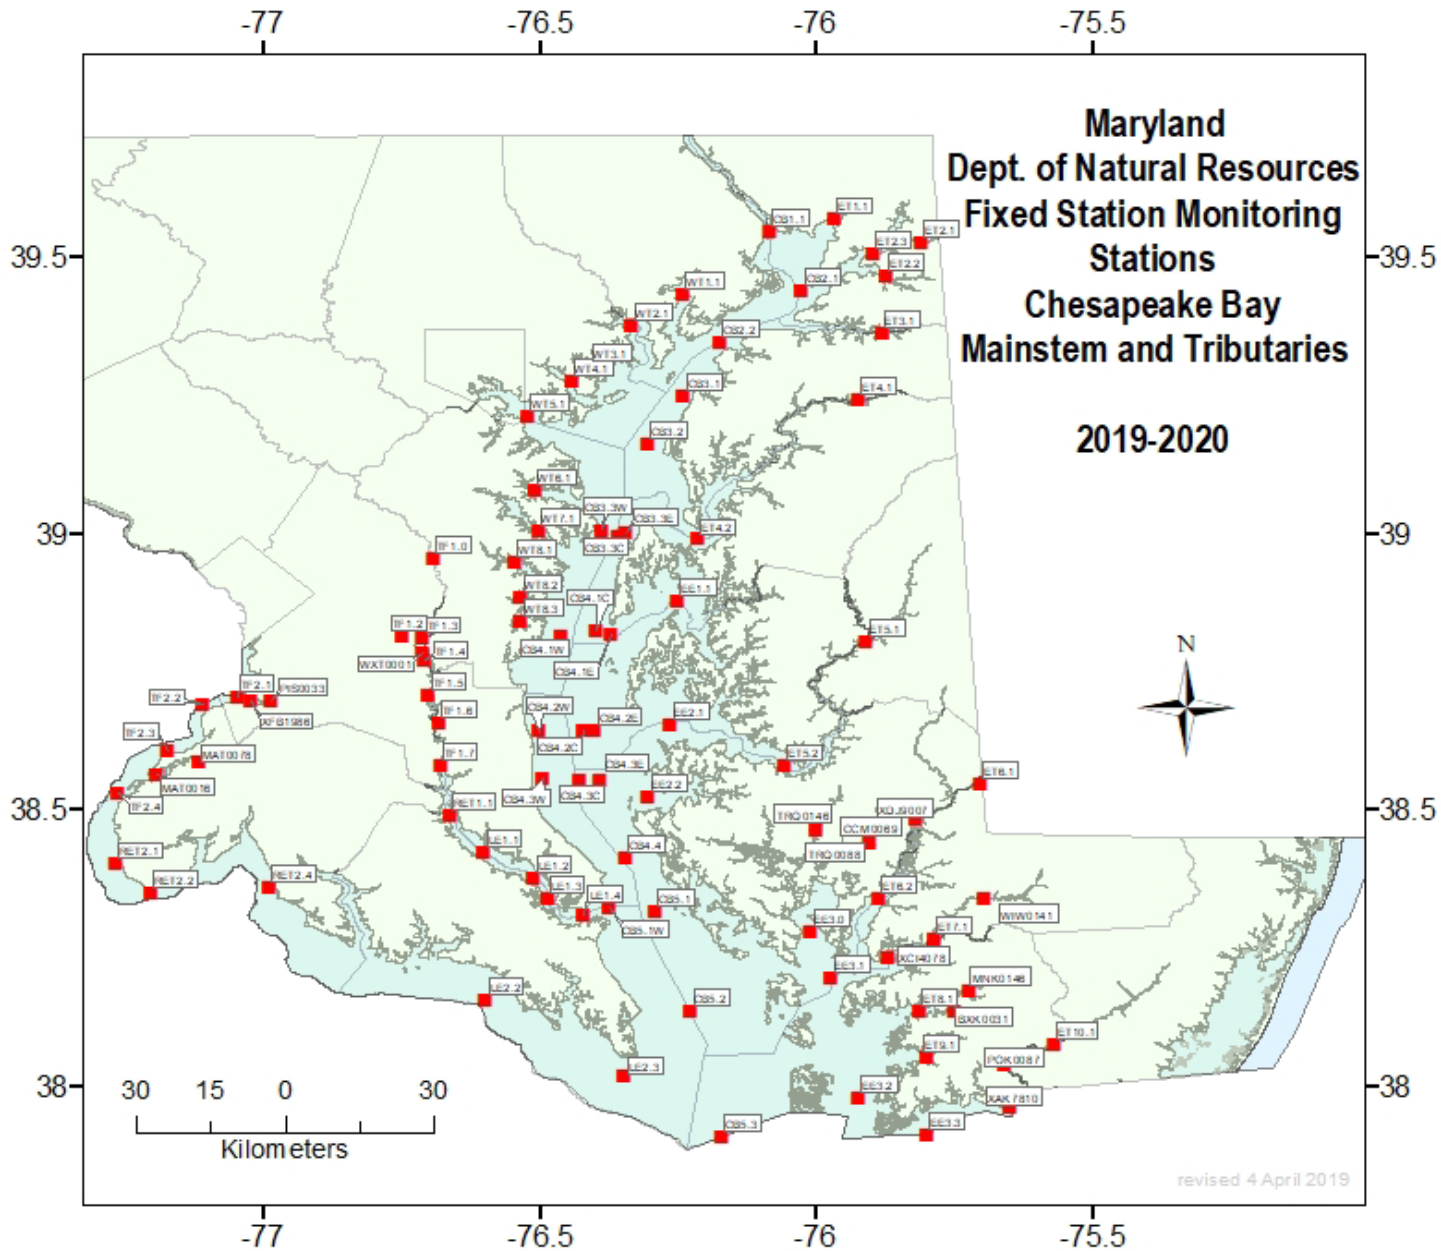 -77
-76.5
-76
-75.5
Maryland
Dept. of Natural Resources
Fixed Station Monitoring
Stations
Chesapeake Bay
Mainstem and Tributaries
2019-2020
39.5
39.5
39
39
38.5
38.5
38
38
CB1.1
ET1.1
ET2.1
ET2.3
ET2.2
CB2.1
WT1.1
WT2.1
CB2.2
ET3.1
WT3.1
WT4.1
CB3.1
ET4.1
WT5.1
CB3.2
WT6.1
CB3.3W
WT7.1
CB3.3E
ET4.2
TF1.0
WT8.1
CB3.3C
WT8.2
CB4.1C
EE1.1
WT8.3
TF1.2
TF1.3
ET5.1
CB4.1W
TF1.4
WXT0001
CB4.1E
N
TF1.5
TF2.1
PIS0033
TF2.2
CB4.2W
TF1.6
CB4.2E
EE2.1
XFB1986
TF2.3
CB4.2C
MAT0078
TF1.7
ET5.2
CB4.3E
ET6.1
MAT0016
EE2.2
CB4.3W
CB4.3C
TF2.4
RET1.1
XDJ9007
TRQ0146
CCM0069
LE1.1
CB4.4
RET2.1
TRQ0088
LE1.2
RET2.2
RET2.4
LE1.3
ET6.2
LE1.4
CB5.1
WIW0141
EE3.0
ET7.1
CB5.1W
XCI4078
EE3.1
MNK0146
LE2.2
CB5.2
ET8.1
BXK0031
ET10.1
ET9.1
POK0087
LE2.3
EE3.2
XAK7810
CB5.3
EE3.3
30
15
0
30
Kilometers
revised 4 April 2019
-77
-76.5
-76
-75.5